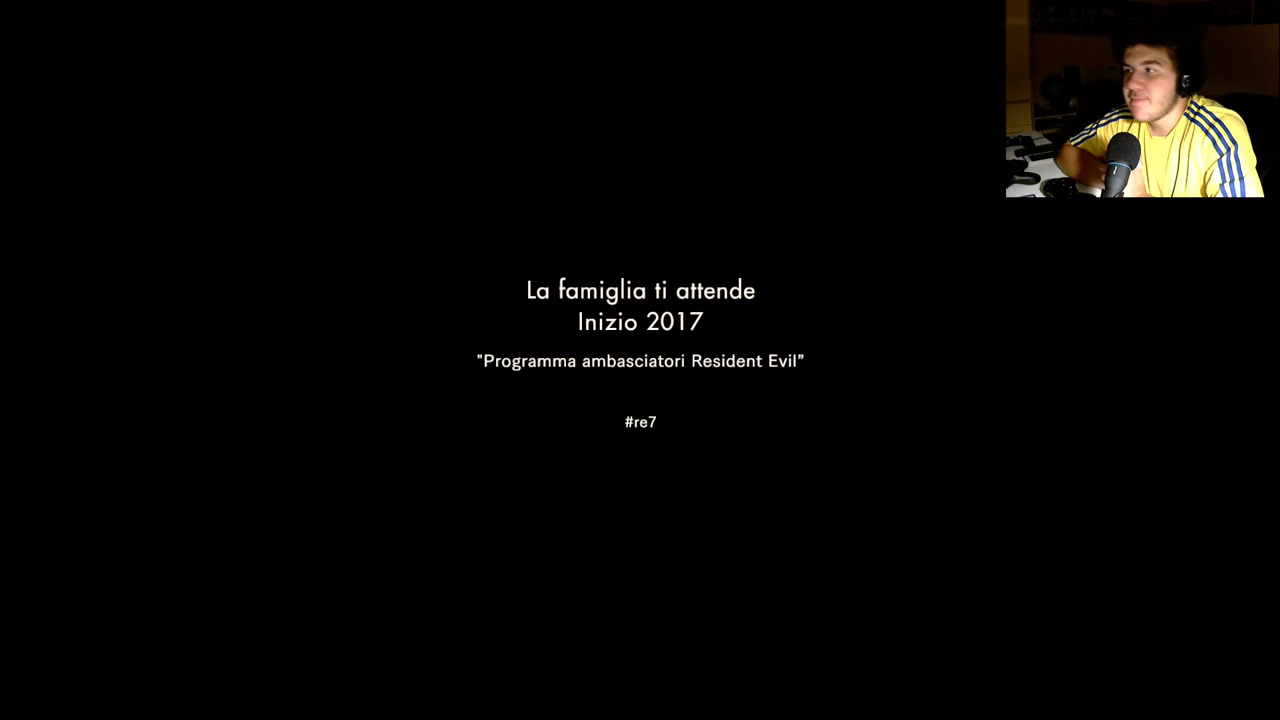 La famiglia ti attende
Inizio 2017
"Programma ambasciatori Resident Evil”
#re7